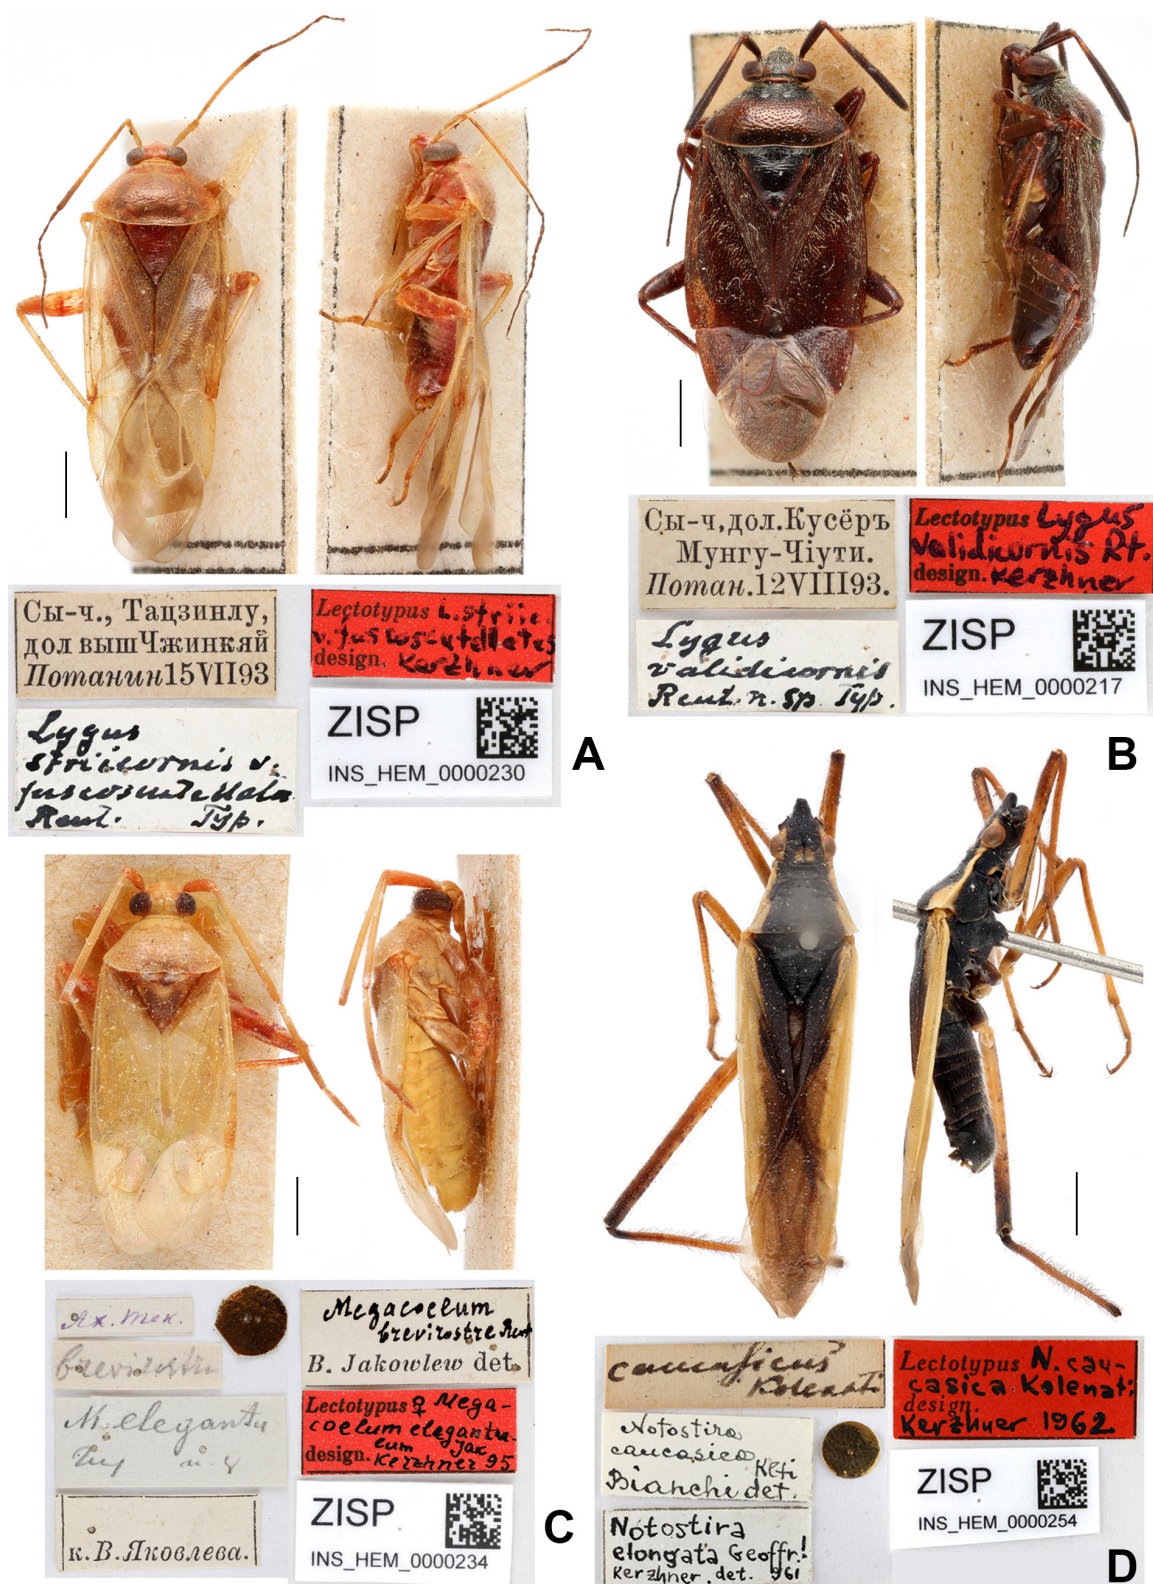 Сы-ч., Тацзинлу,
дол выш Чжинкяй
Потанин 15 VII 93
Lectotypus L. striic.
v. fuscoscutellatus
design. Kerzhner
Lygus
striicornis v.
fuscoscutellata
Reut. Typ.
ZISP
INS_HEM_0000230
A
Сы-ч, дол. Кусёръ
Мунгу-Чіути.
Потан. 12 VIII 93.
Lectotypus Lygus
validicornis Rt.
design. Kerzhner
Lygus
validicornis
Reut. n. sp. Typ.
ZISP
INS_HEM_0000217
B
brevirostre
M. elegantu
Typ
к. В. Яковлева.
Megacoelum
brevirostre Reut
B. Jakowlew det.
Lectotypus ♀ Mega-
coelum elegantu-
lum Jak
design. Kerzhner 95
ZISP
INS_HEM_0000234
C
caucasicus
Kolenati
Notostira
caucasica
Klti
Bianchi det.
Notostira
elongata Geoffr.!
Kerzhner det. 961
Lectotypus N. cau-
casica Kolenati
design.
Kerzhner 1962
ZISP
INS_HEM_0000254
D